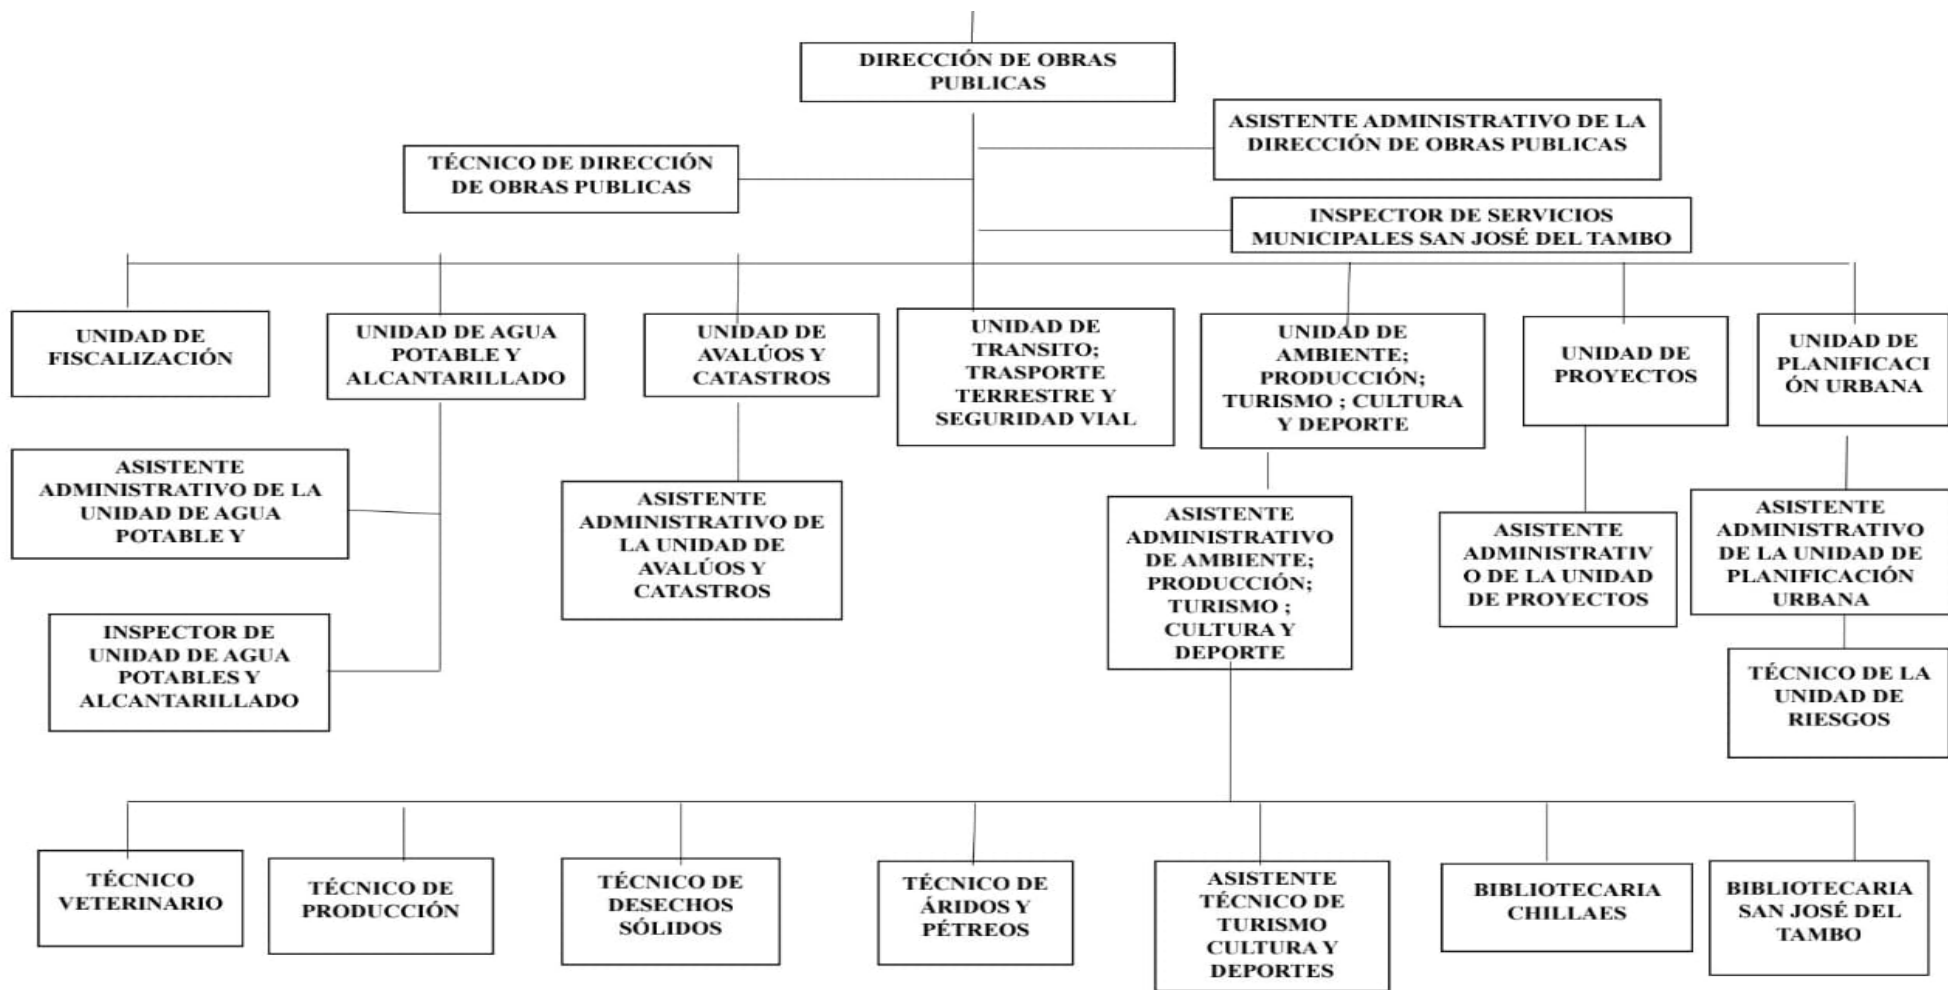 DIRECCIÓN DE OBRAS
PUBLICAS
ASISTENTE ADMINISTRATIVO DE LA
DIRECCIÓN DE OBRAS PUBLICAS
TÉCNICO DE DIRECCIÓN
DE OBRAS PUBLICAS
INSPECTOR DE SERVICIOS
MUNICIPALES SAN JOSÉ DEL TAMBO
UNIDAD DE
FISCALIZACIÓN
UNIDAD DE AGUA
POTABLE Y
ALCANTARILLADO
UNIDAD DE
AVALÚOS Y
CATASTROS
UNIDAD DE
TRANSITO;
TRASPORTE
TERRESTRE Y
SEGURIDAD VIAL
UNIDAD DE
AMBIENTE;
PRODUCCIÓN;
TURISMO ; CULTURA
Y DEPORTE
UNIDAD DE
PROYECTOS
UNIDAD DE
PLANIFICACI
ÓN URBANA
ASISTENTE
ADMINISTRATIVO DE LA
UNIDAD DE AGUA
POTABLE Y
ASISTENTE
ADMINISTRATIVO DE
LA UNIDAD DE
AVALÚOS Y
CATASTROS
ASISTENTE
ADMINISTRATIVO
DE AMBIENTE;
PRODUCCIÓN;
TURISMO ;
CULTURA Y
DEPORTE
ASISTENTE
ADMINISTRATIV
O DE LA UNIDAD
DE PROYECTOS
ASISTENTE
ADMINISTRATIVO
DE LA UNIDAD DE
PLANIFICACIÓN
URBANA
INSPECTOR DE
UNIDAD DE AGUA
POTABLES Y
ALCANTARILLADO
TÉCNICO DE LA
UNIDAD DE
RIESGOS
TÉCNICO
VETERINARIO
TÉCNICO DE
PRODUCCIÓN
TÉCNICO DE
DESECHOS
SÓLIDOS
TÉCNICO DE
ÁRIDOS Y
PÉTREOS
ASISTENTE
TÉCNICO DE
TURISMO
CULTURA Y
DEPORTES
BIBLIOTECARIA
CHILLAES
BIBLIOTECARIA
SAN JOSÉ DEL
TAMBO